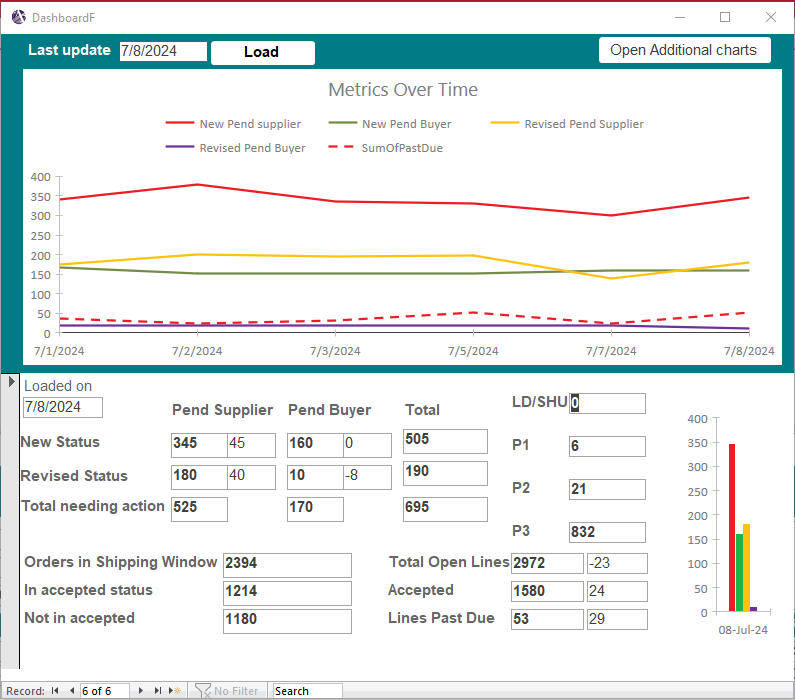 DashboardF
Last update 7/8/2024 Load Open Additional charts
Metrics Over Time
New Pend supplier New Pend Buyer Revised Pend Supplier
Revised Pend Buyer SumOfPastDue
400
350
300
250
200
150
100
50
0
7/1/2024 7/2/2024 7/3/2024 7/5/2024 7/7/2024 7/8/2024
Loaded on
7/8/2024
Pend Supplier Pend Buyer Total
New Status 345 45 160 0 505
Revised Status 180 40 10 -8 190
Total needing action 525 170 695
LD/SHU 0
P1 6
P2 21
P3 832
Orders in Shipping Window 2394
In accepted status 1214
Not in accepted 1180
Total Open Lines 2972 -23
Accepted 1580 24
Lines Past Due 53 29
400
350
300
250
200
150
100
50
0
08-Jul-24
Record: 6 of 6 No Filter Search